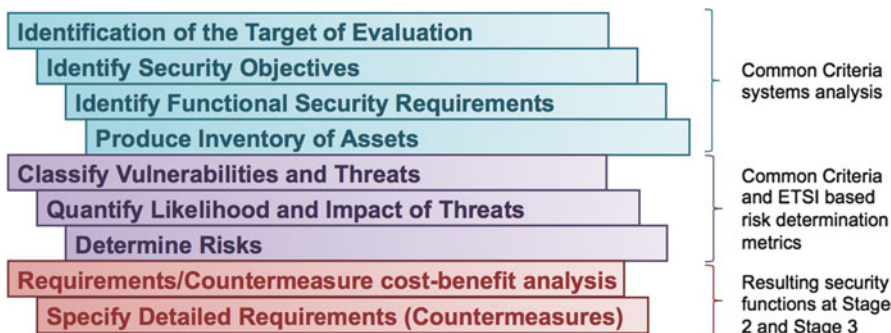 Identification of the Target of Evaluation
Identify Security Objectives
Identify Functional Security Requirements
Produce Inventory of Assets
Common Criteria
systems analysis
Classify Vulnerabilities and Threats
Quantify Likelihood and Impact of Threats
Determine Risks
Common Criteria
and ETSI based
risk determination
metrics
Requirements/Countermeasure cost-benefit analysis
Specify Detailed Requirements (Countermeasures)
Resulting security
functions at Stage
2 and Stage 3